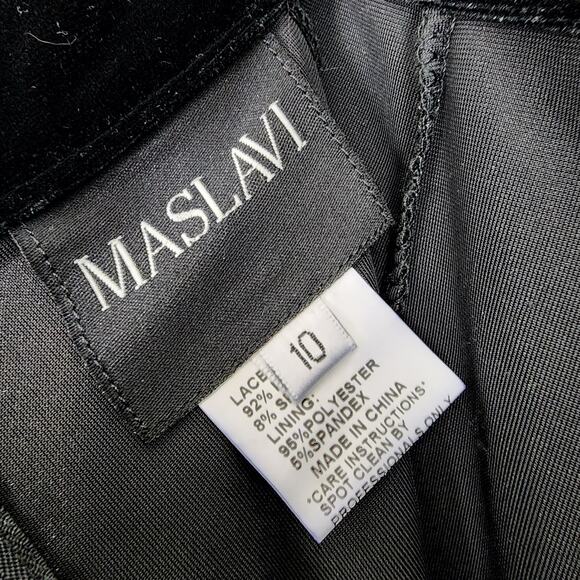 MASLAVI
10
LACE
92%
8%
LINING:
95%POLYESTER
5%SPANDEX
MADE IN CHINA
*CARE INSTRUCTIONS*
SPOT CLEAN BY
PROFESSIONALS ONLY